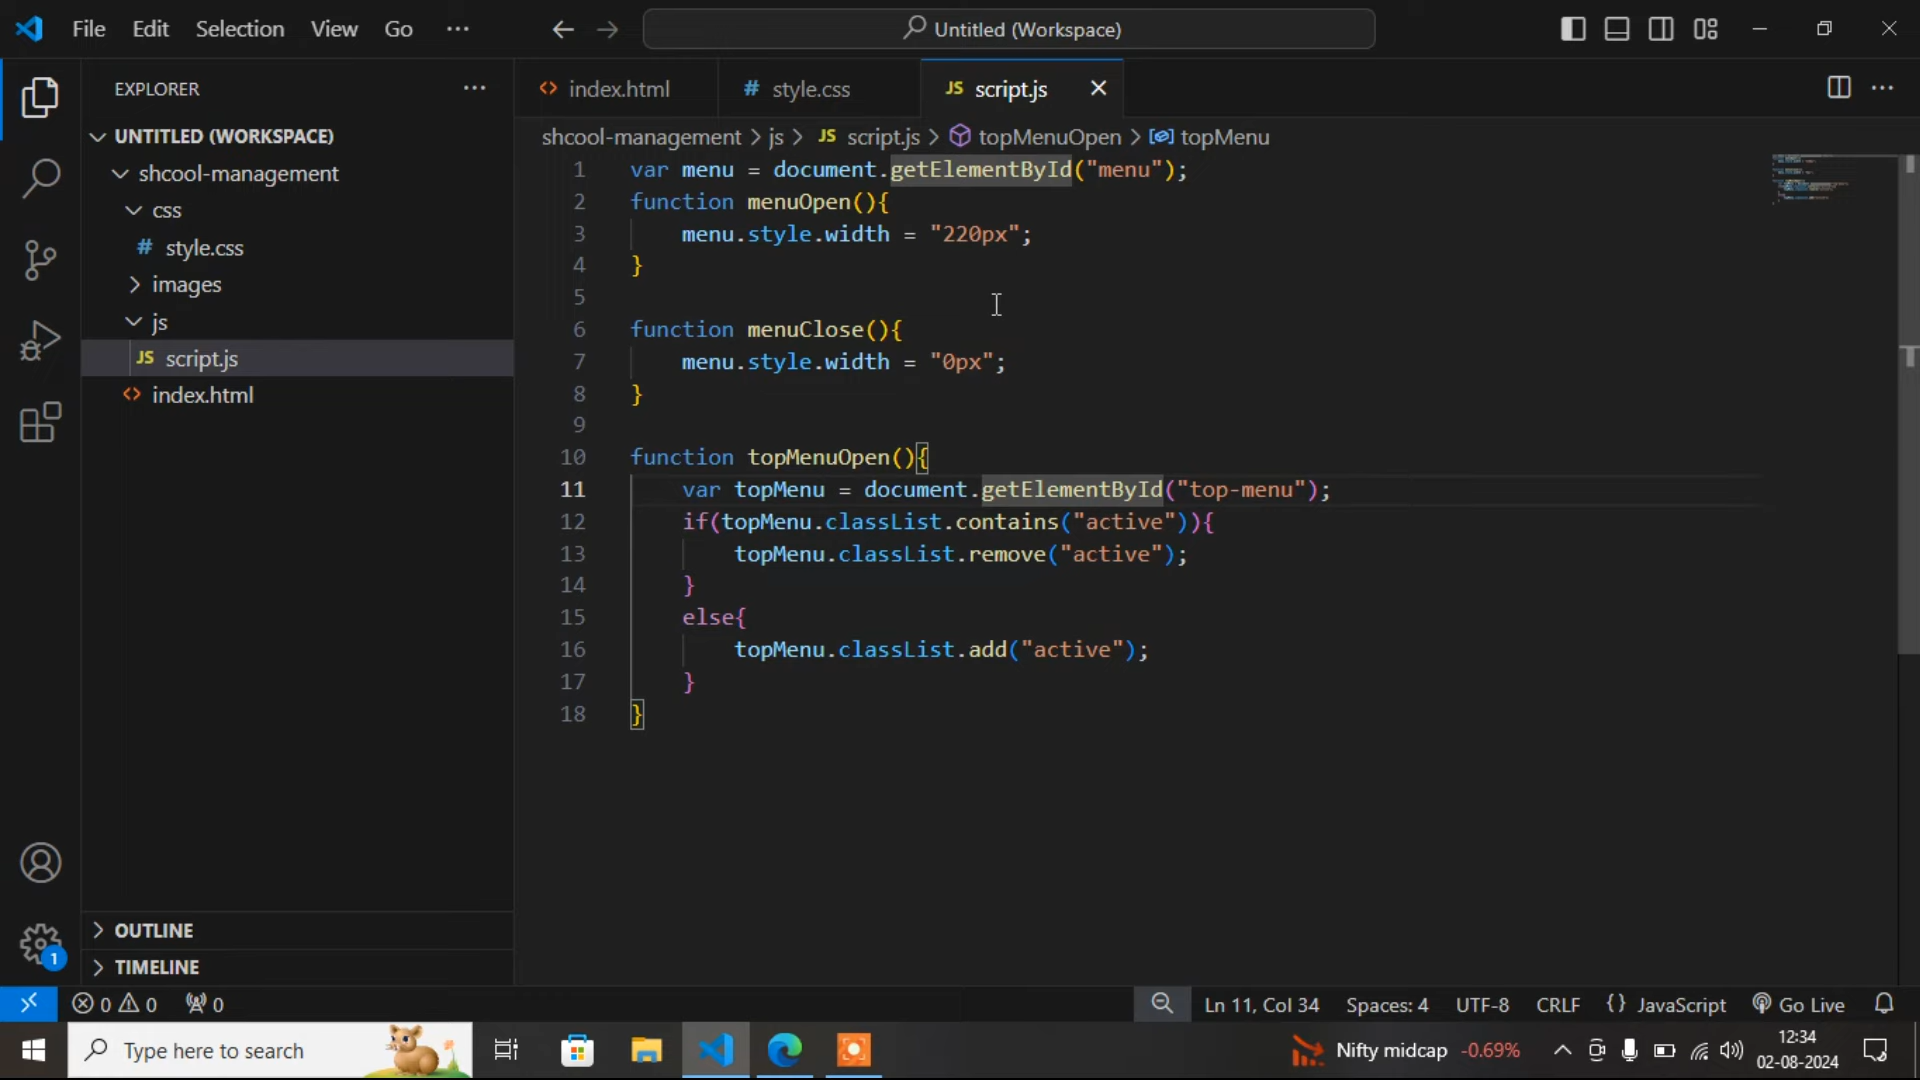 File Edit Selection View Go ··· Untitled (Workspace)
EXPLORER ···
UNTITLED (WORKSPACE)
shcool-management
css
# style.css
images
js
JS script.js
<> index.html
OUTLINE
TIMELINE
<> index.html # style.css JS script.js
shcool-management > js > JS script.js > topMenuOpen > topMenu
1 var menu = document.getElementById("menu");
2 function menuOpen(){
3     menu.style.width = "220px";
4 }
5
6 function menuClose(){
7     menu.style.width = "0px";
8 }
9
10 function topMenuOpen(){
11     var topMenu = document.getElementById("top-menu");
12     if(topMenu.classList.contains("active")){
13         topMenu.classList.remove("active");
14     }
15     else{
16         topMenu.classList.add("active");
17     }
18 }
1
0 0 0 Ln 11, Col 34 Spaces: 4 UTF-8 CRLF {} JavaScript Go Live
Type here to search Nifty midcap -0.69% 12:34
02-08-2024